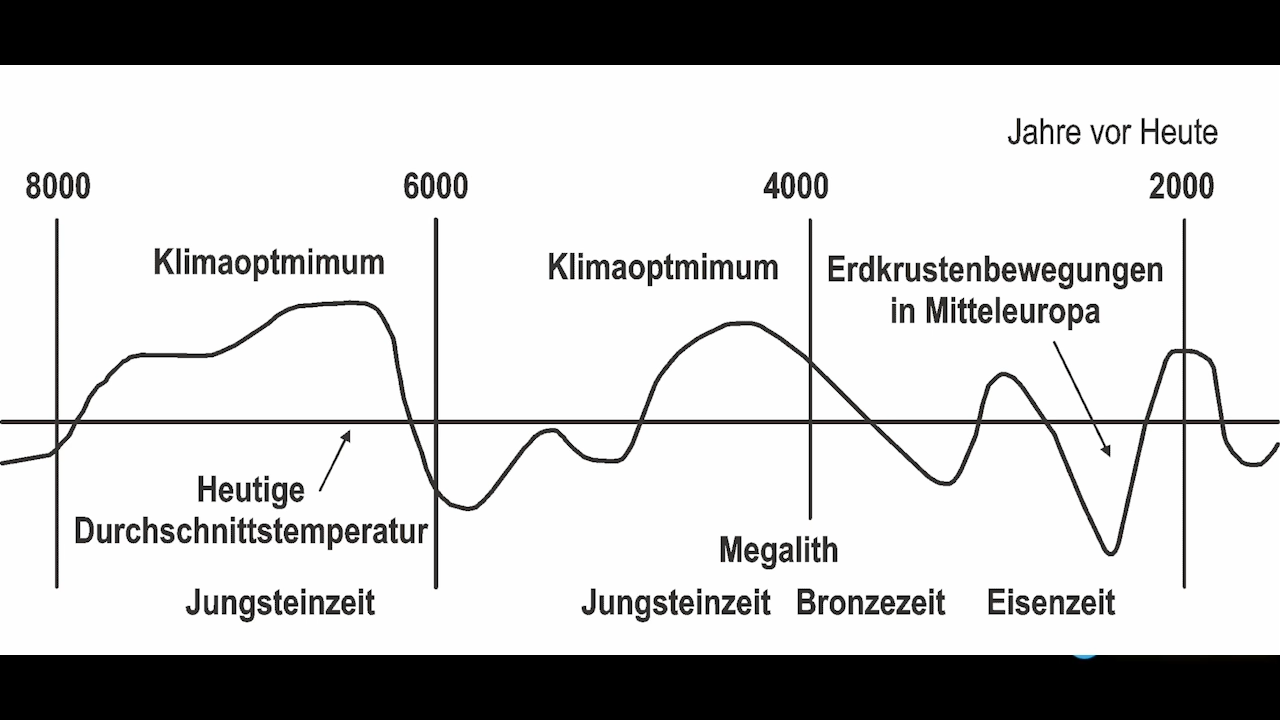 Jahre vor Heute
8000 6000 4000 2000
Klimaoptmimum
Klimaoptmimum
Erdkrustenbewegungen
in Mitteleuropa
Heutige
Durchschnittstemperatur
Megalith
Jungsteinzeit Jungsteinzeit Bronzezeit Eisenzeit